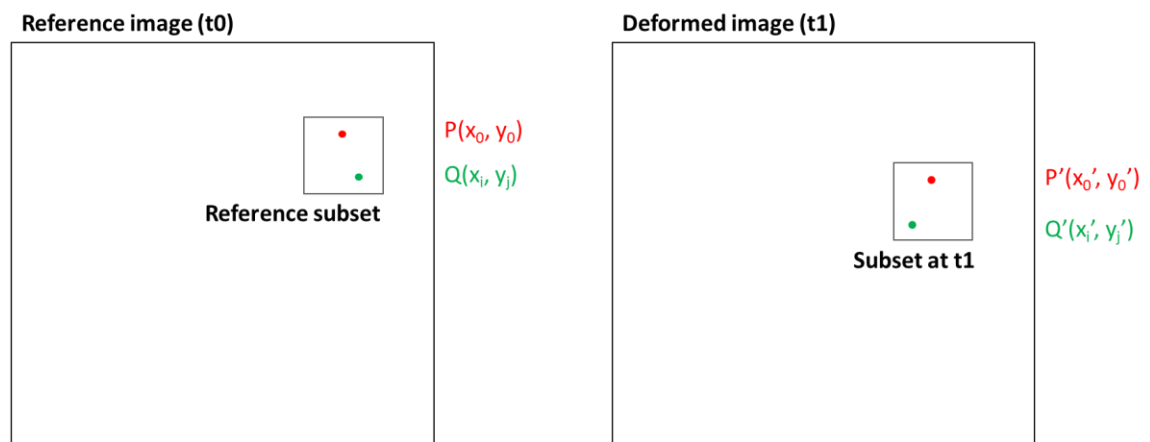 Reference image (t0)
P(x₀, y₀)
Q(xᵢ, yⱼ)
Reference subset
Deformed image (t1)
P’(x₀’, y₀’)
Q’(xᵢ’, yⱼ’)
Subset at t1